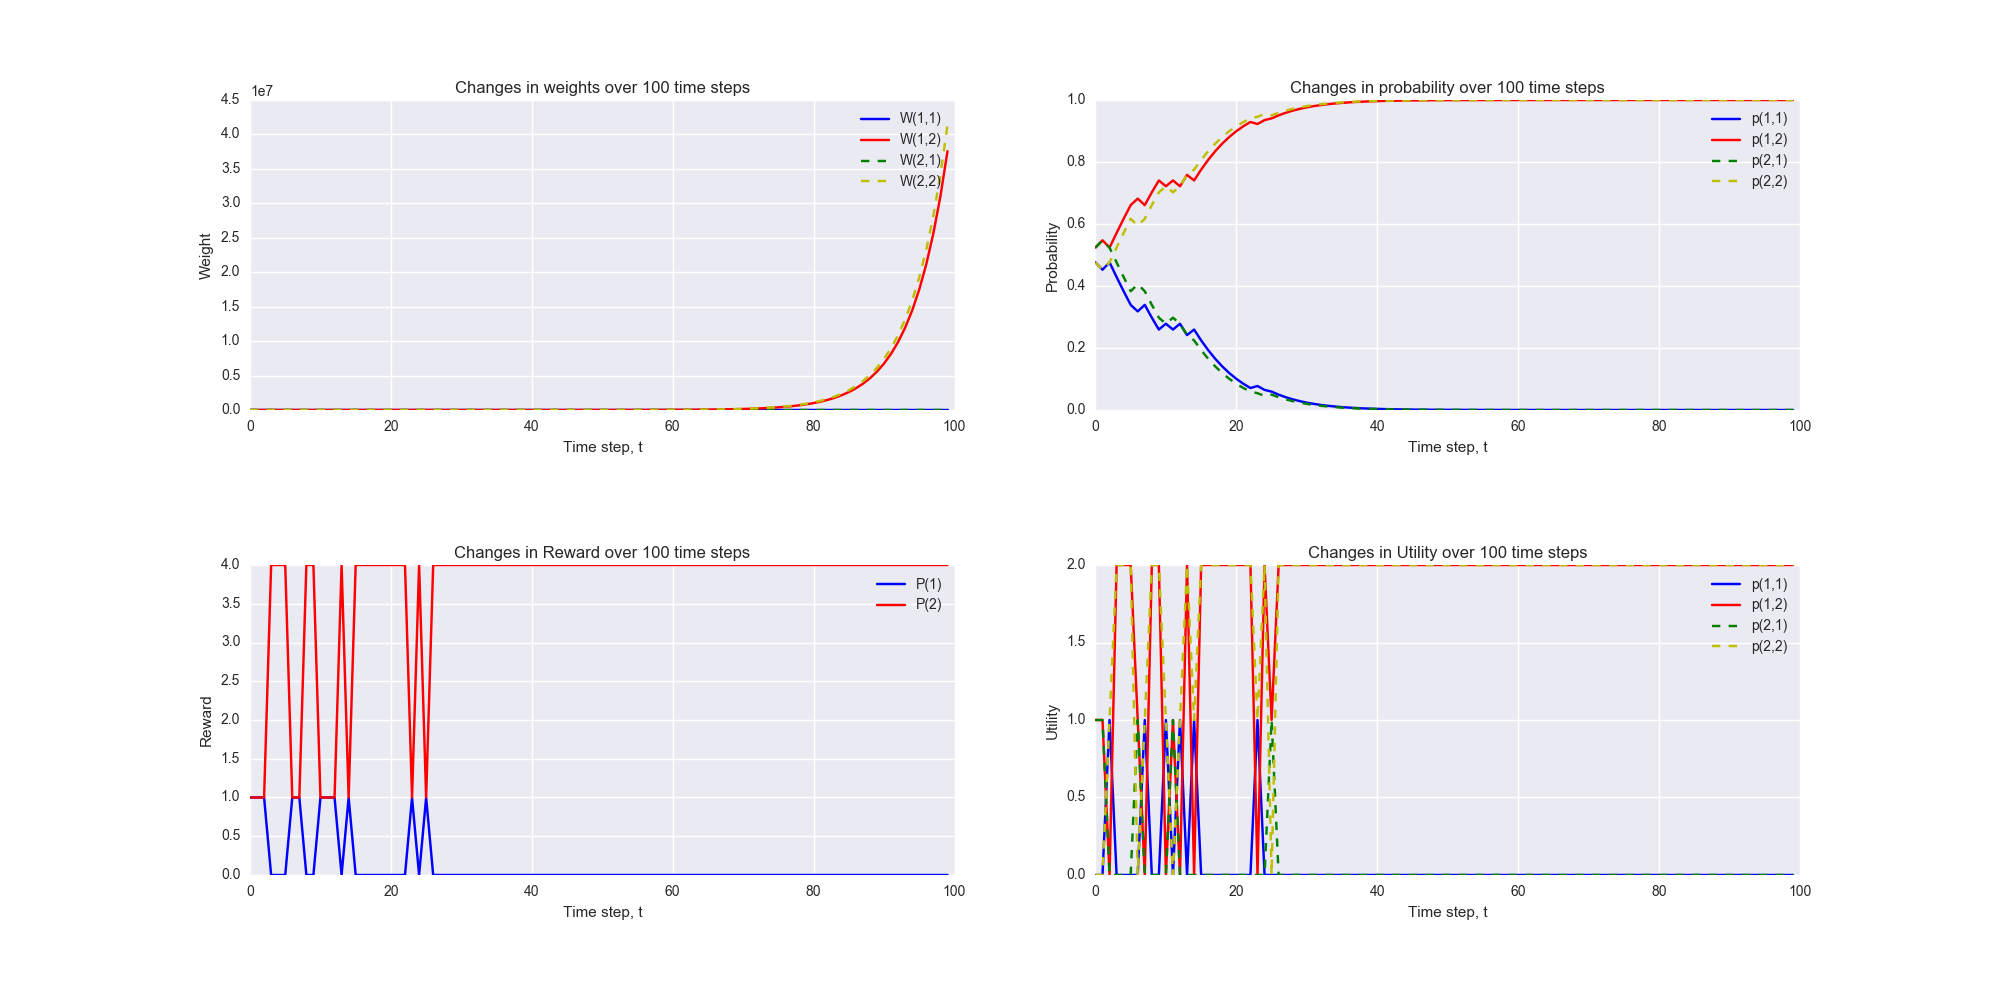 Changes in weights over 100 time steps
1e7
4.5
4.0
3.5
3.0
2.5
2.0
1.5
1.0
0.5
0.0
0 20 40 60 80 100
Weight
Time step, t
W(1,1)
W(1,2)
W(2,1)
W(2,2)
Changes in probability over 100 time steps
1.0
0.8
0.6
0.4
0.2
0.0
0 20 40 60 80 100
Probability
Time step, t
p(1,1)
p(1,2)
p(2,1)
p(2,2)
Changes in Reward over 100 time steps
4.0
3.5
3.0
2.5
2.0
1.5
1.0
0.5
0.0
0 20 40 60 80 100
Reward
Time step, t
P(1)
P(2)
Changes in Utility over 100 time steps
2.0
1.5
1.0
0.5
0.0
0 20 40 60 80 100
Utility
Time step, t
p(1,1)
p(1,2)
p(2,1)
p(2,2)